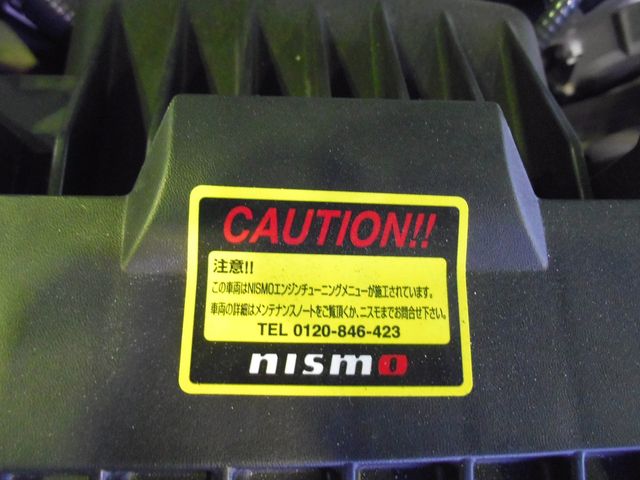 CAUTION!!
注意!!
この車両はNISMOエンジンチューニングメニューが施工されています。
車両の詳細はメンテナンスノートをご覧頂くか、ニスモまでお問合せ下さい。
TEL 0120-846-423
nismo